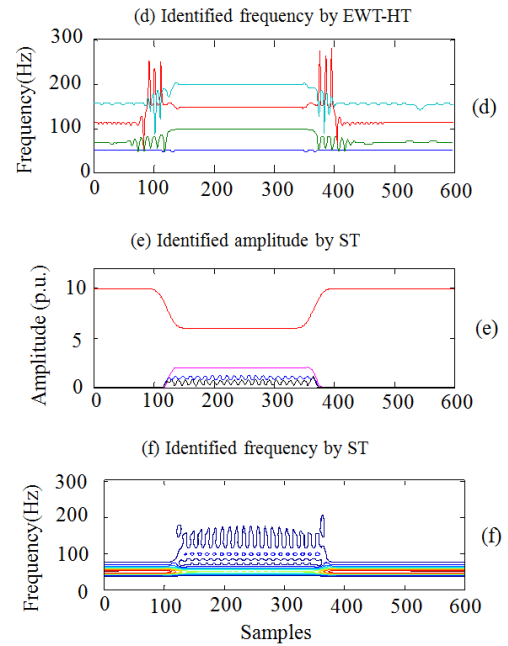 (d) Identified frequency by EWT-HT
300
200
100
0
Frequency(Hz)
(d)
0 100 200 300 400 500 600
(e) Identified amplitude by ST
10
5
0
Amplitude (p.u.)
(e)
0 100 200 300 400 500 600
(f) Identified frequency by ST
300
200
100
0
Frequency(Hz)
(f)
0 100 200 300 400 500 600
Samples